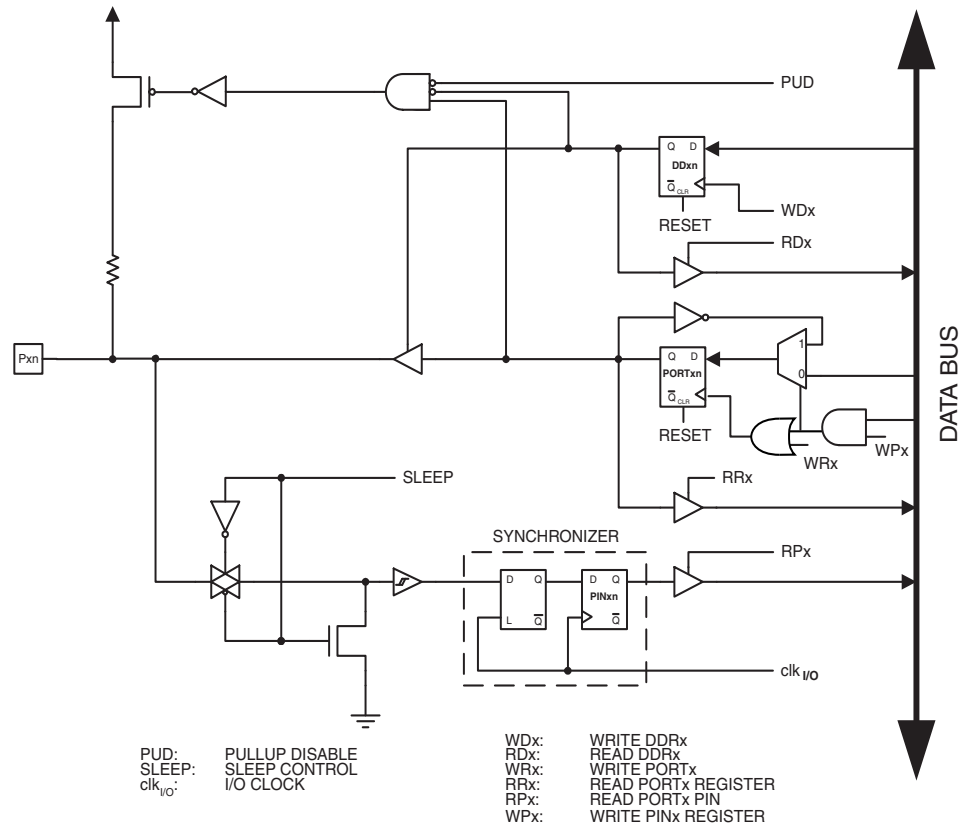 PUD
Q D
DDxn
Q CLR
WDx
RESET
RDx
1
Pxn
Q D
PORTxn
0
Q CLR
RESET
WRx
WPx
RRx
SLEEP
SYNCHRONIZER
RPx
D Q
D Q
PINxn
L Q
Q
clk I/O
DATA BUS
PUD: PULLUP DISABLE
SLEEP: SLEEP CONTROL
clkI/O: I/O CLOCK
WDx: WRITE DDRx
RDx: READ DDRx
WRx: WRITE PORTx
RRx: READ PORTx REGISTER
RPx: READ PORTx PIN
WPx: WRITE PINx REGISTER